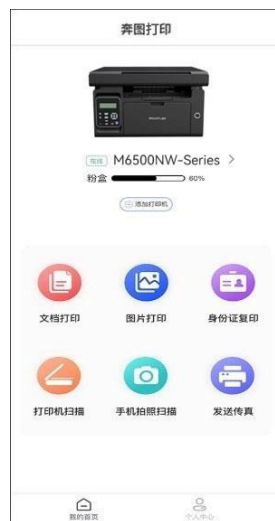 奔图打印
PANTUM
在线 M6500NW-Series >
粉盒 60%
添加打印机
文档打印 图片打印 身份证复印
打印机扫描 手机拍照扫描 发送传真
我的首页 个人中心